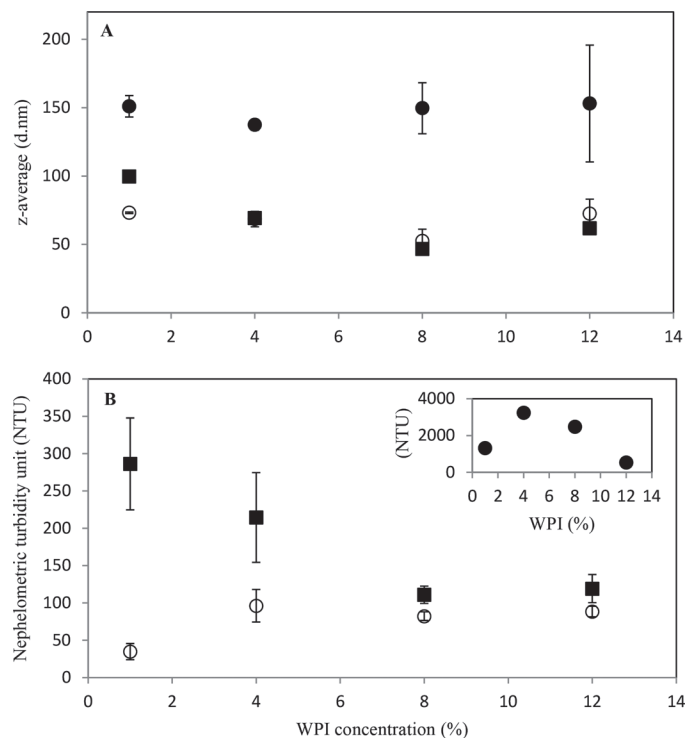 A
z-average (d.nm)
200
150
100
50
0
0 2 4 6 8 10 12 14
B
Nephelometric turbidity unit (NTU)
400
350
300
250
200
150
100
50
0
0 2 4 6 8 10 12 14
WPI concentration (%)
(NTU)
4000
2000
0
0 2 4 6 8 10 12 14
WPI (%)